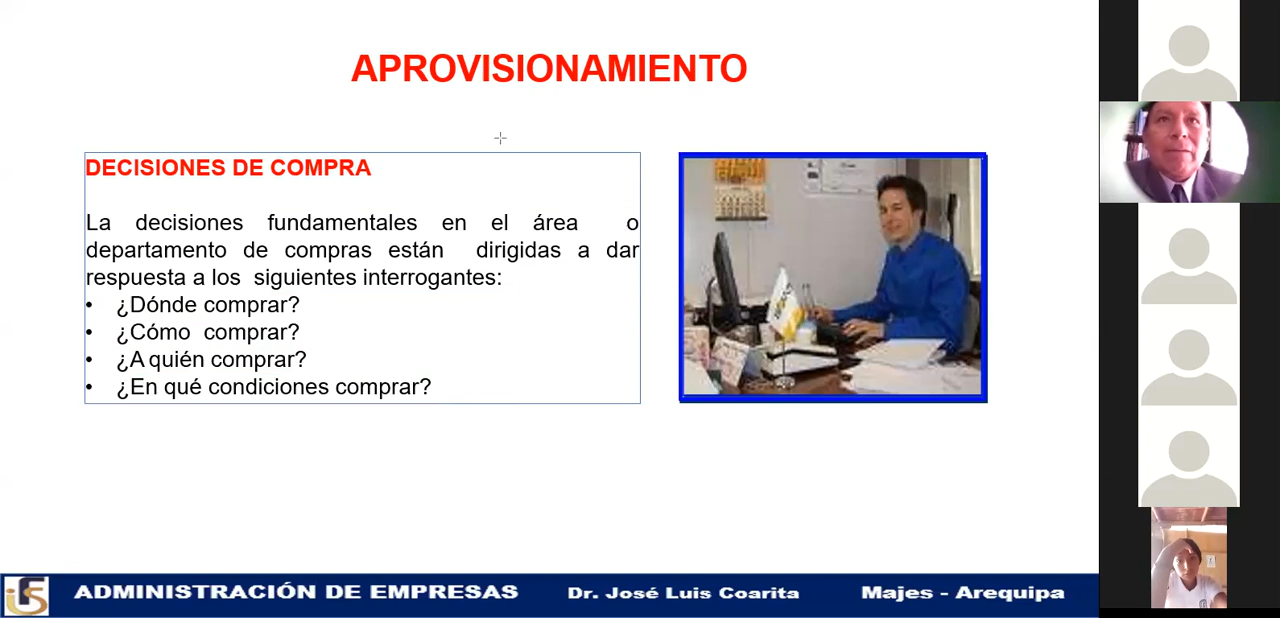 APROVISIONAMIENTO
DECISIONES DE COMPRA
La decisiones fundamentales en el área o
departamento de compras están dirigidas a dar
respuesta a los siguientes interrogantes:
• ¿Dónde comprar?
• ¿Cómo comprar?
• ¿A quién comprar?
• ¿En qué condiciones comprar?
ADMINISTRACIÓN DE EMPRESAS Dr. José Luis Coarita Majes - Arequipa